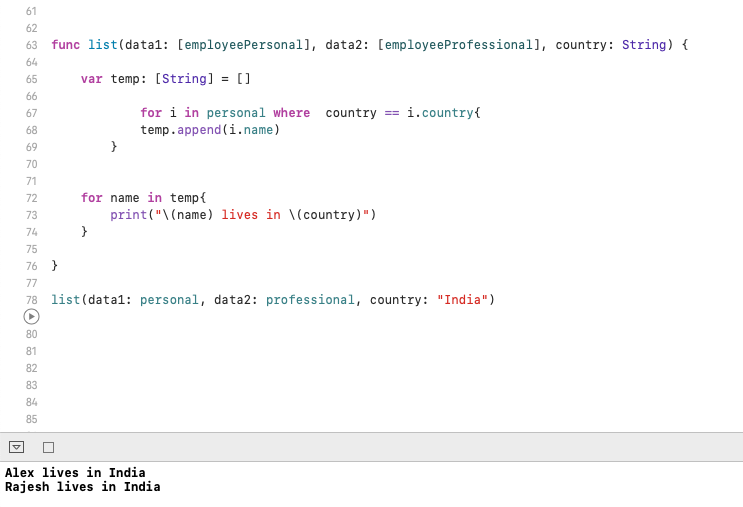 61
62
63 func list(data1: [employeePersonal], data2: [employeeProfessional], country: String) {
64
65 var temp: [String] = []
66
67 for i in personal where  country == i.country{
68 temp.append(i.name)
69 }
70
71
72 for name in temp{
73 print("\(name) lives in \(country)")
74 }
75
76 }
77
78 list(data1: personal, data2: professional, country: "India")
80
81
82
83
84
85
Alex lives in India
Rajesh lives in India